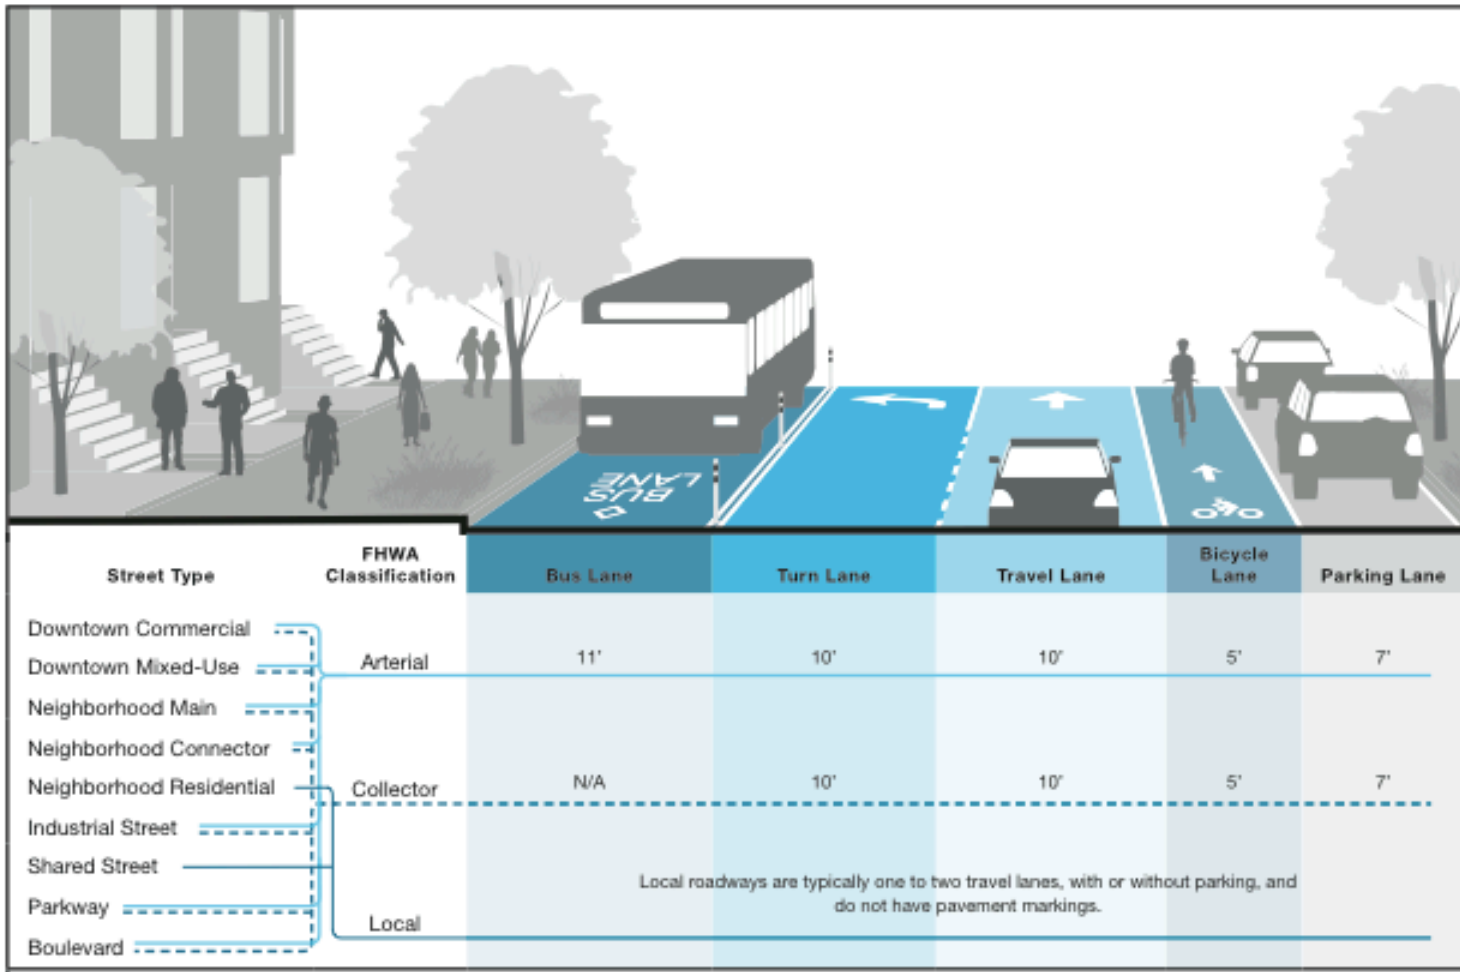 BUS
LANE
Street Type
FHWA
Classification
Bus Lane
Turn Lane
Travel Lane
Bicycle
Lane
Parking Lane
Downtown Commercial
Downtown Mixed-Use
Neighborhood Main
Neighborhood Connector
Neighborhood Residential
Industrial Street
Shared Street
Parkway
Boulevard
Arterial 11' 10' 10' 5' 7'
Collector N/A 10' 10' 5' 7'
Local
Local roadways are typically one to two travel lanes, with or without parking, and
do not have pavement markings.